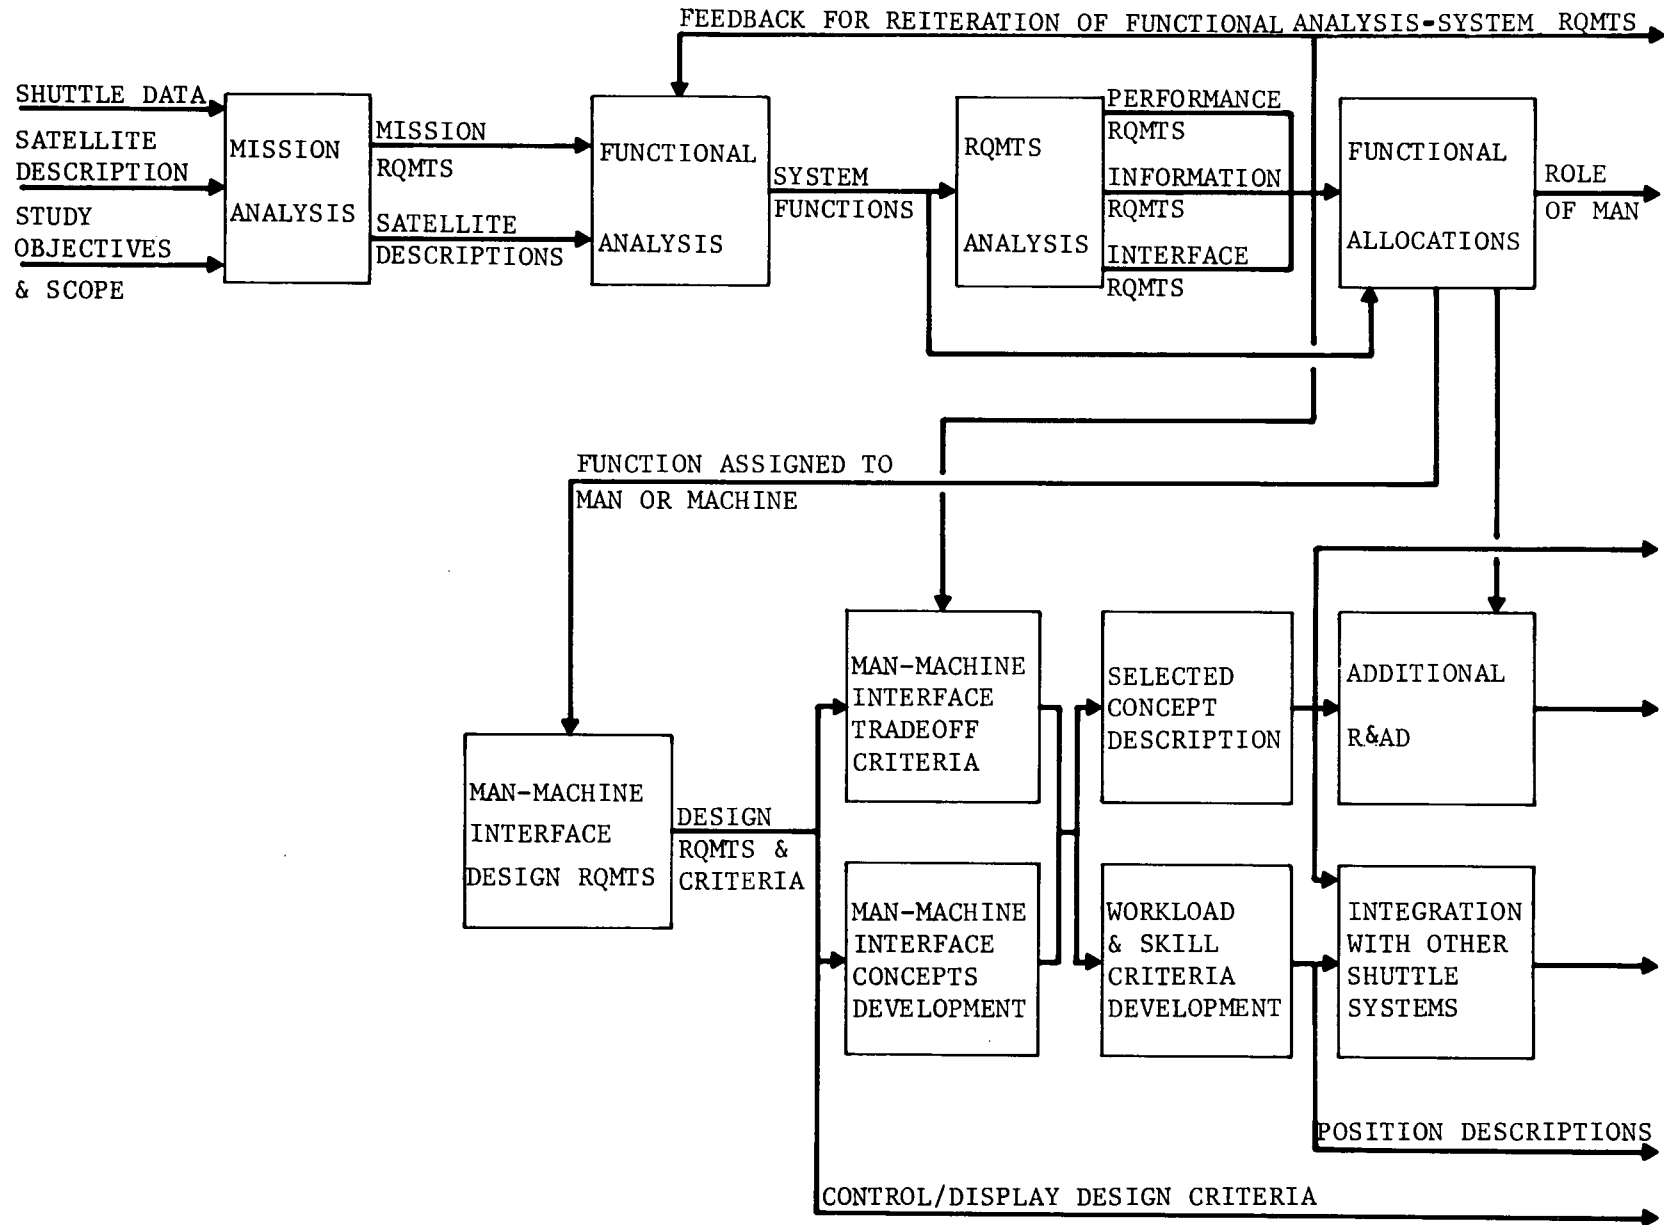 FEEDBACK FOR REITERATION OF FUNCTIONAL ANALYSIS-SYSTEM RQMTS
SHUTTLE DATA
SATELLITE
DESCRIPTION
STUDY
OBJECTIVES
& SCOPE
MISSION
ANALYSIS
MISSION
RQMTS
SATELLITE
DESCRIPTIONS
FUNCTIONAL
ANALYSIS
SYSTEM
FUNCTIONS
RQMTS
ANALYSIS
PERFORMANCE
RQMTS
INFORMATION
RQMTS
INTERFACE
RQMTS
FUNCTIONAL
ALLOCATIONS
ROLE
OF MAN
FUNCTION ASSIGNED TO
MAN OR MACHINE
MAN-MACHINE
INTERFACE
DESIGN RQMTS
DESIGN
RQMTS &
CRITERIA
MAN-MACHINE
INTERFACE
TRADEOFF
CRITERIA
MAN-MACHINE
INTERFACE
CONCEPTS
DEVELOPMENT
SELECTED
CONCEPT
DESCRIPTION
WORKLOAD
& SKILL
CRITERIA
DEVELOPMENT
ADDITIONAL
R&AD
INTEGRATION
WITH OTHER
SHUTTLE
SYSTEMS
POSITION DESCRIPTIONS
CONTROL/DISPLAY DESIGN CRITERIA